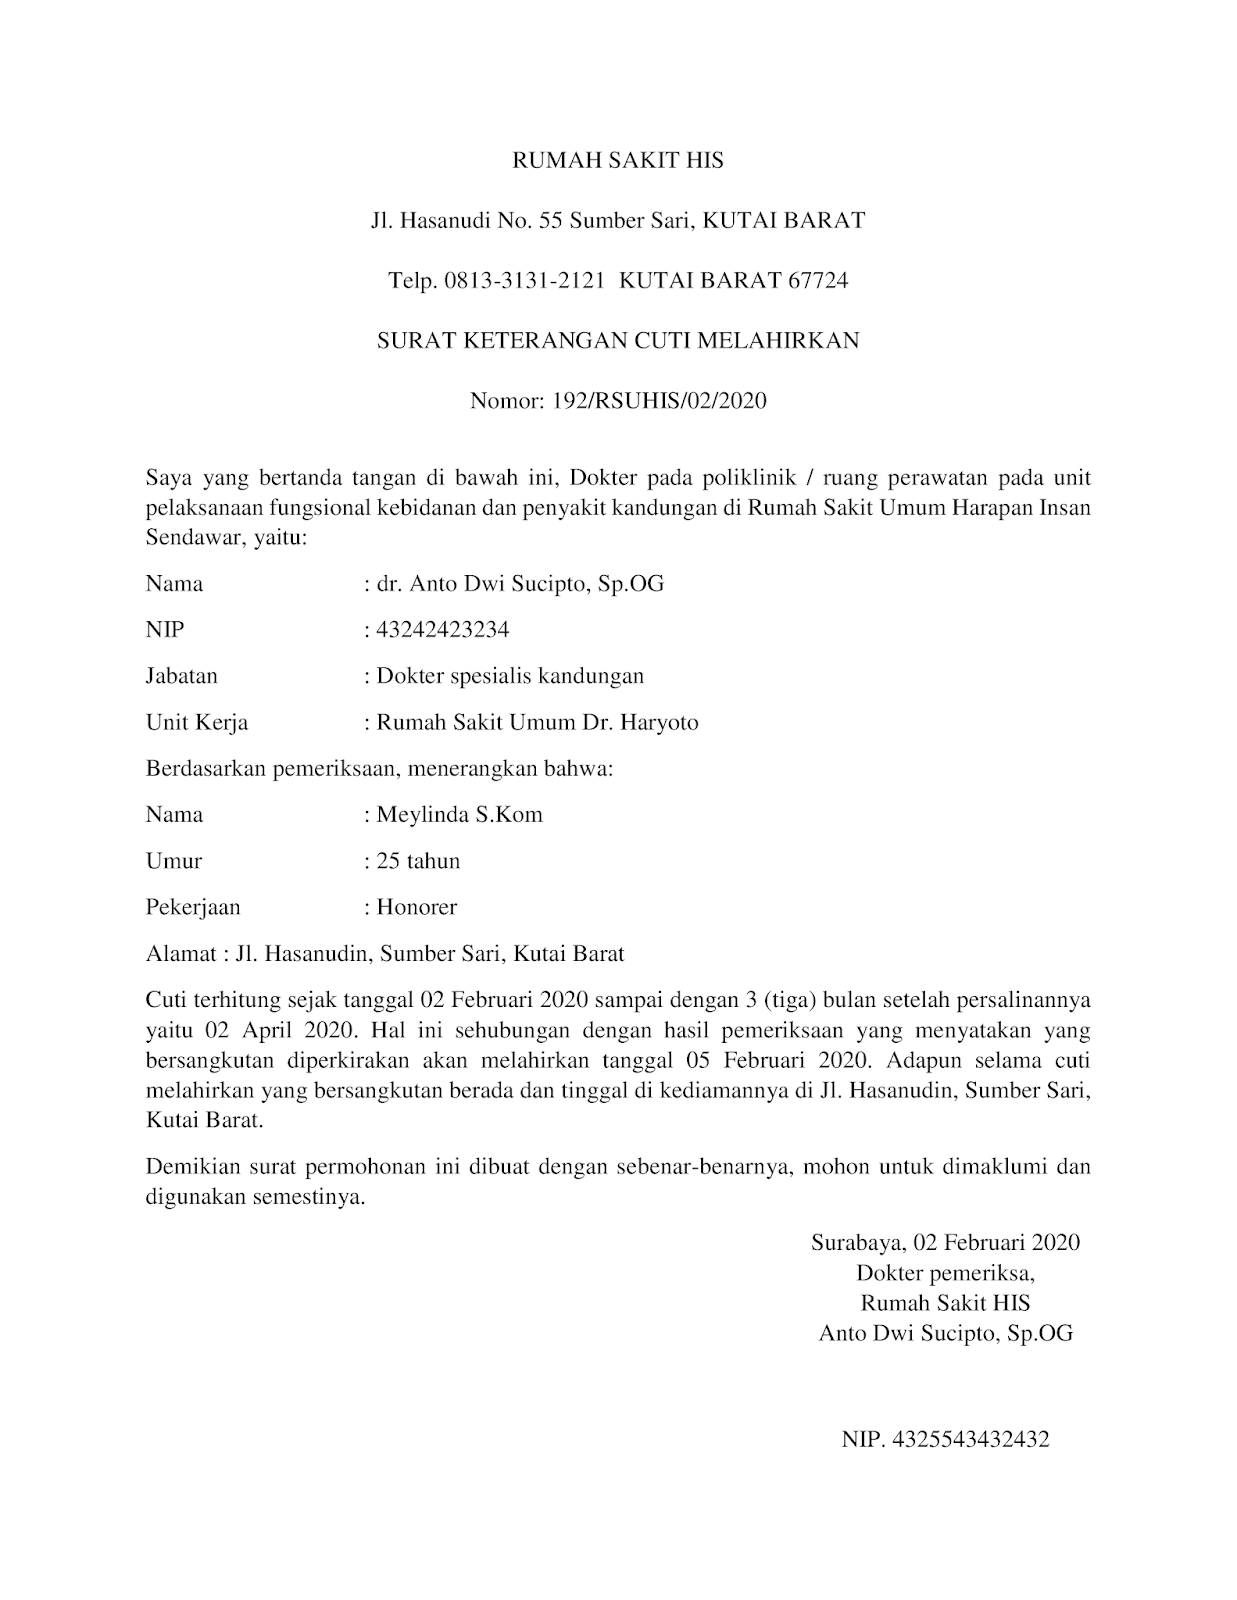 RUMAH SAKIT HIS
Jl. Hasanudi No. 55 Sumber Sari, KUTAI BARAT
Telp. 0813-3131-2121  KUTAI BARAT 67724
SURAT KETERANGAN CUTI MELAHIRKAN
Nomor: 192/RSUHIS/02/2020
Saya yang bertanda tangan di bawah ini, Dokter pada poliklinik / ruang perawatan pada unit
pelaksanaan fungsional kebidanan dan penyakit kandungan di Rumah Sakit Umum Harapan Insan
Sendawar, yaitu:
Nama : dr. Anto Dwi Sucipto, Sp.OG
NIP : 43242423234
Jabatan : Dokter spesialis kandungan
Unit Kerja : Rumah Sakit Umum Dr. Haryoto
Berdasarkan pemeriksaan, menerangkan bahwa:
Nama : Meylinda S.Kom
Umur : 25 tahun
Pekerjaan : Honorer
Alamat : Jl. Hasanudin, Sumber Sari, Kutai Barat
Cuti terhitung sejak tanggal 02 Februari 2020 sampai dengan 3 (tiga) bulan setelah persalinannya
yaitu 02 April 2020. Hal ini sehubungan dengan hasil pemeriksaan yang menyatakan yang
bersangkutan diperkirakan akan melahirkan tanggal 05 Februari 2020. Adapun selama cuti
melahirkan yang bersangkutan berada dan tinggal di kediamannya di Jl. Hasanudin, Sumber Sari,
Kutai Barat.
Demikian surat permohonan ini dibuat dengan sebenar-benarnya, mohon untuk dimaklumi dan
digunakan semestinya.
Surabaya, 02 Februari 2020
Dokter pemeriksa,
Rumah Sakit HIS
Anto Dwi Sucipto, Sp.OG
NIP. 4325543432432